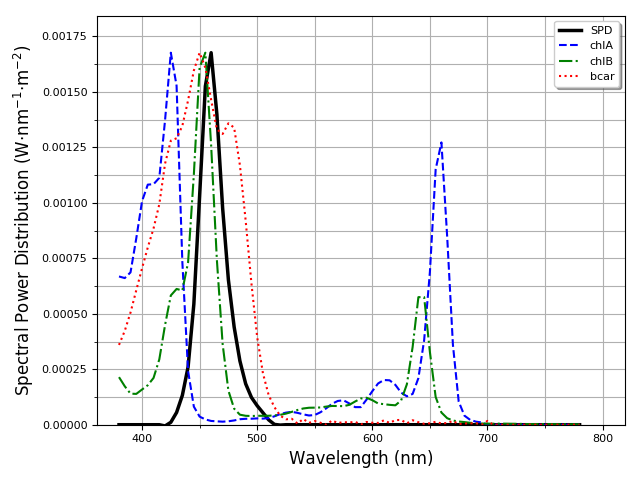 0.00175
0.00150
0.00125
0.00100
0.00075
0.00050
0.00025
0.00000
Spectral Power Distribution (W·nm⁻¹·m⁻²)
400 500 600 700 800
Wavelength (nm)
SPD
chlA
chlB
bcar